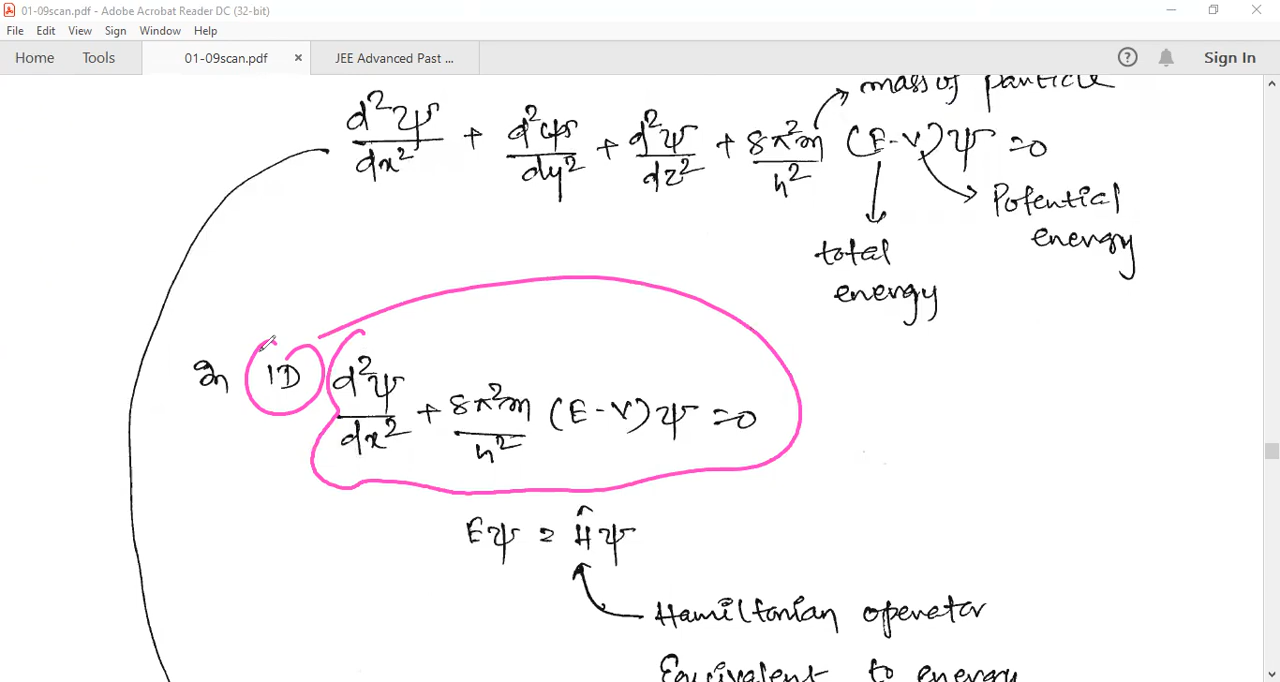 01-09scan.pdf - Adobe Acrobat Reader DC (32-bit)
File Edit View Sign Window Help
Home Tools 01-09scan.pdf × JEE Advanced Past ... ? Sign In
mass of particle
d²ψ/dx² + d²ψ/dy² + d²ψ/dz² + 8π²m/h² (E-V)ψ =0
Potential
energy
total
energy
In 1D d²ψ/dx² + 8π²m/h² (E-V)ψ =0
Eψ = Ĥψ
Hamiltonian operator
Equivalent to energy